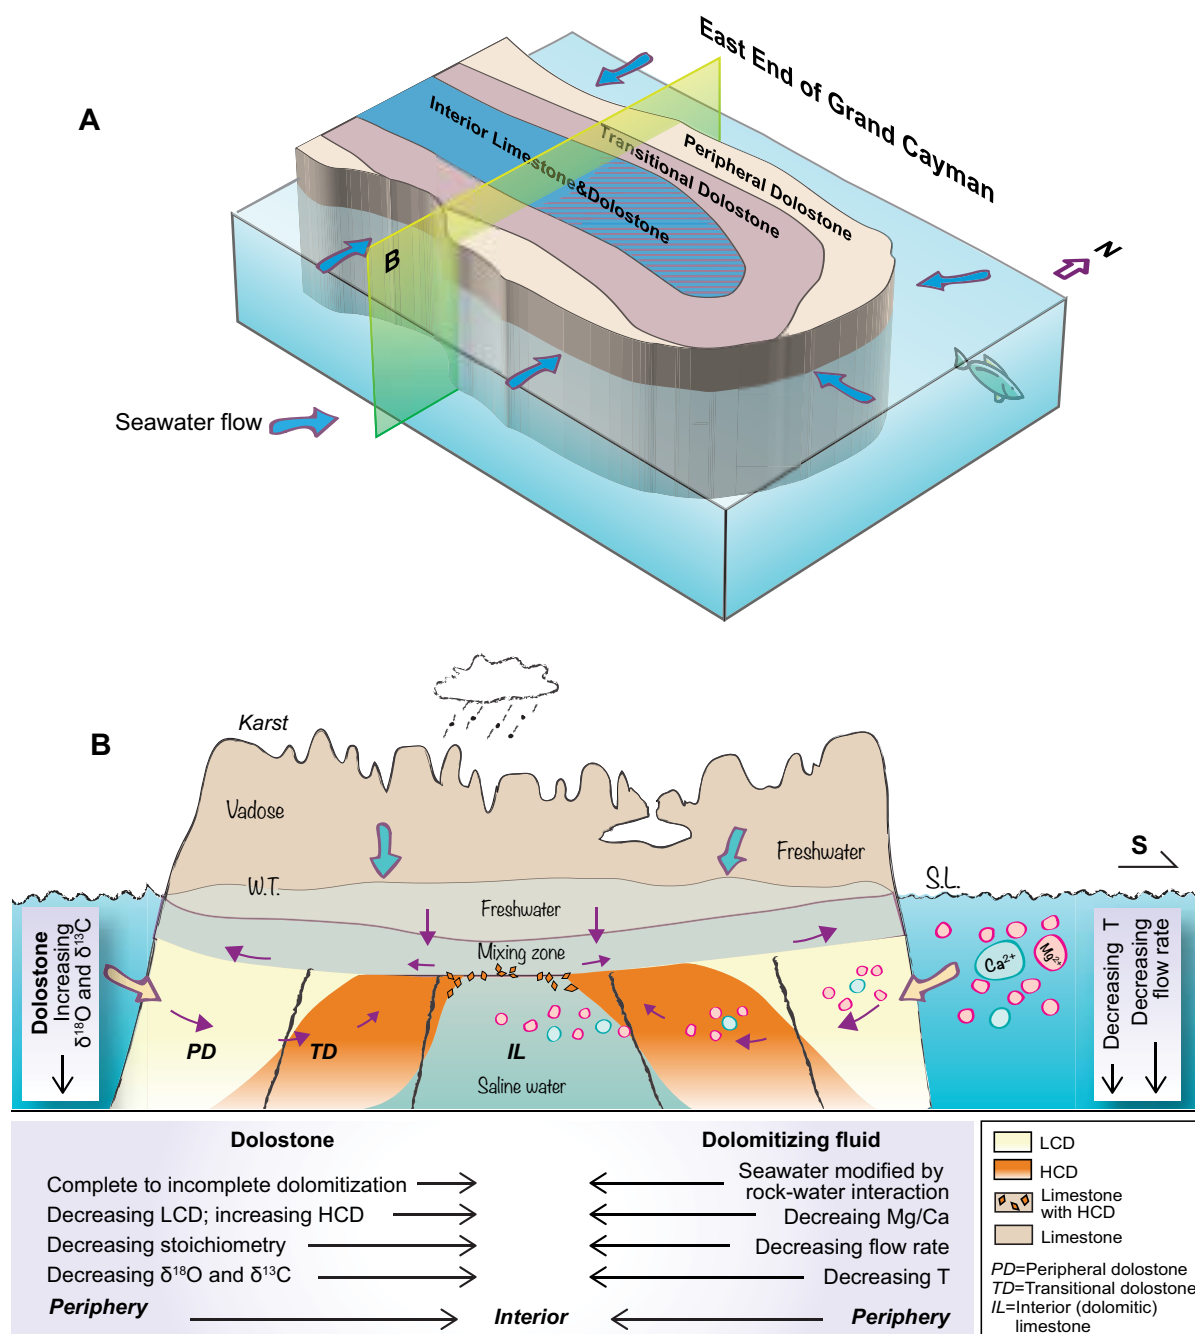 A
East End of Grand Cayman
Interior Limestone&Dolostone
Transitional Dolostone
Peripheral Dolostone
N
B
Seawater flow
B
Karst
Vadose
Freshwater
S
W.T.
S.L.
Freshwater
Mixing zone
Ca²⁺
Mg²⁺
Dolostone
Increasing
δ¹⁸O and δ¹³C
Decreasing T
Decreasing
flow rate
PD
TD
IL
Saline water
Dolostone
Dolomitizing fluid
Complete to incomplete dolomitization
Seawater modified by
rock-water interaction
Decreasing LCD; increasing HCD
Decreaing Mg/Ca
Decreasing stoichiometry
Decreasing flow rate
Decreasing δ¹⁸O and δ¹³C
Decreasing T
Periphery
Interior
Periphery
LCD
HCD
Limestone
with HCD
Limestone
PD=Peripheral dolostone
TD=Transitional dolostone
IL=Interior (dolomitic)
limestone